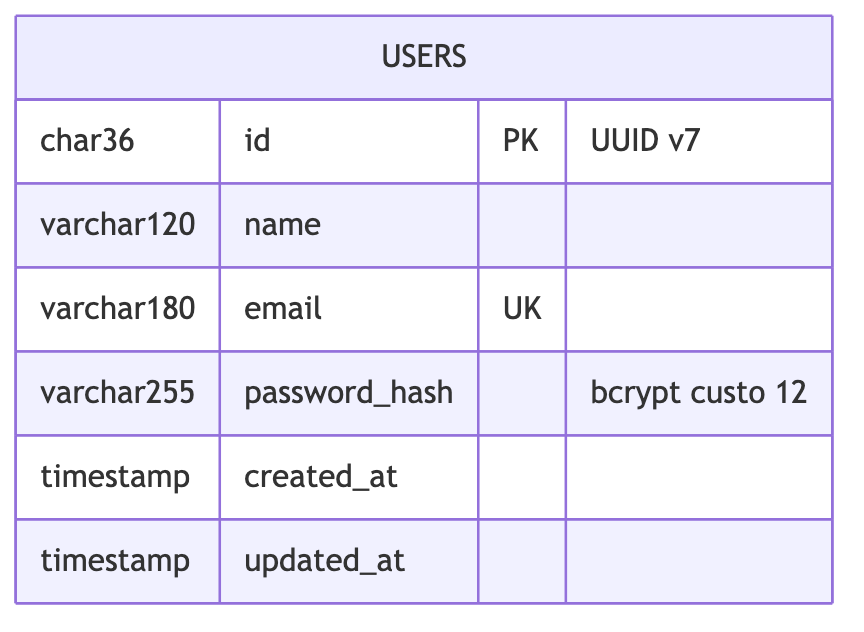 USERS
char36 id PK UUID v7
varchar120 name
varchar180 email UK
varchar255 password_hash bcrypt custo 12
timestamp created_at
timestamp updated_at